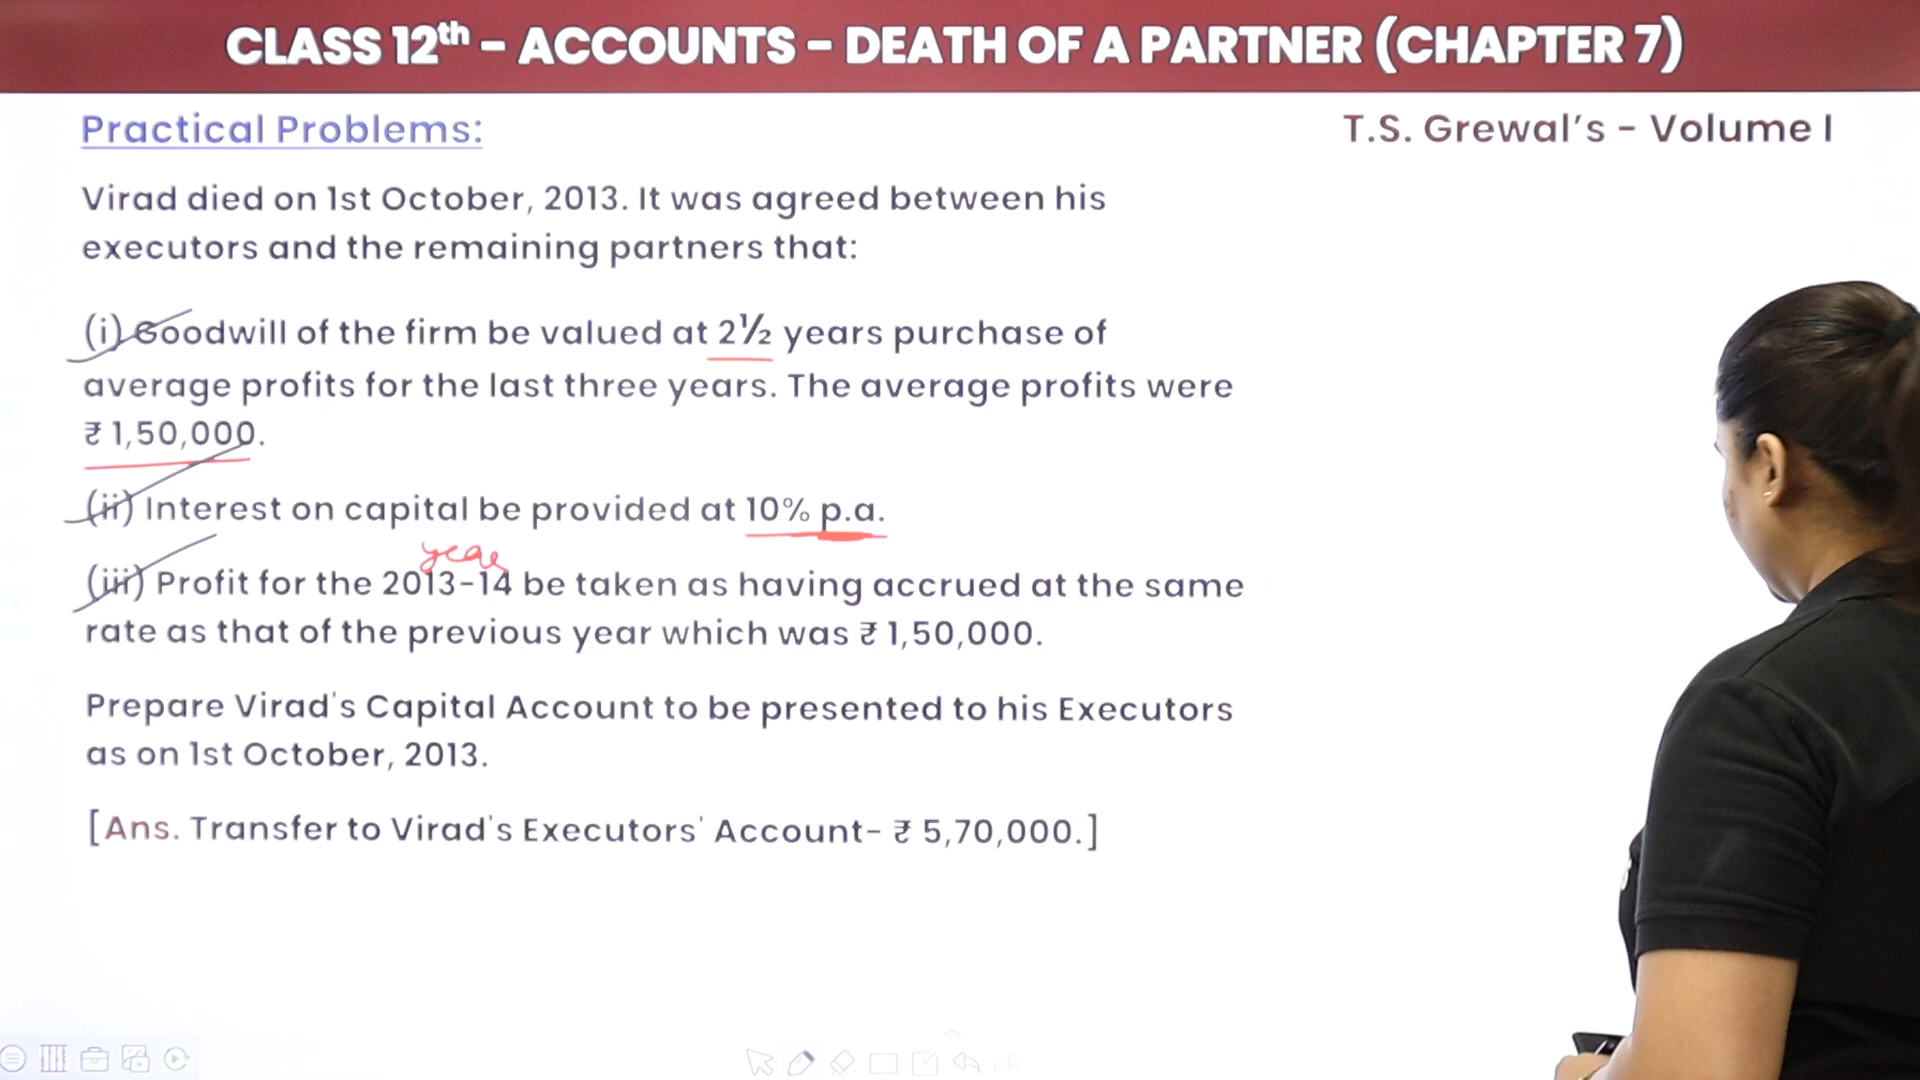 CLASS 12th – ACCOUNTS – DEATH OF A PARTNER (CHAPTER 7)
Practical Problems:
T.S. Grewal’s – Volume I
Virad died on 1st October, 2013. It was agreed between his
executors and the remaining partners that:
(i) Goodwill of the firm be valued at 2½ years purchase of
average profits for the last three years. The average profits were
₹ 1,50,000.
(ii) Interest on capital be provided at 10% p.a.
year
(iii) Profit for the 2013-14 be taken as having accrued at the same
rate as that of the previous year which was ₹ 1,50,000.
Prepare Virad's Capital Account to be presented to his Executors
as on 1st October, 2013.
[Ans. Transfer to Virad's Executors' Account- ₹ 5,70,000.]